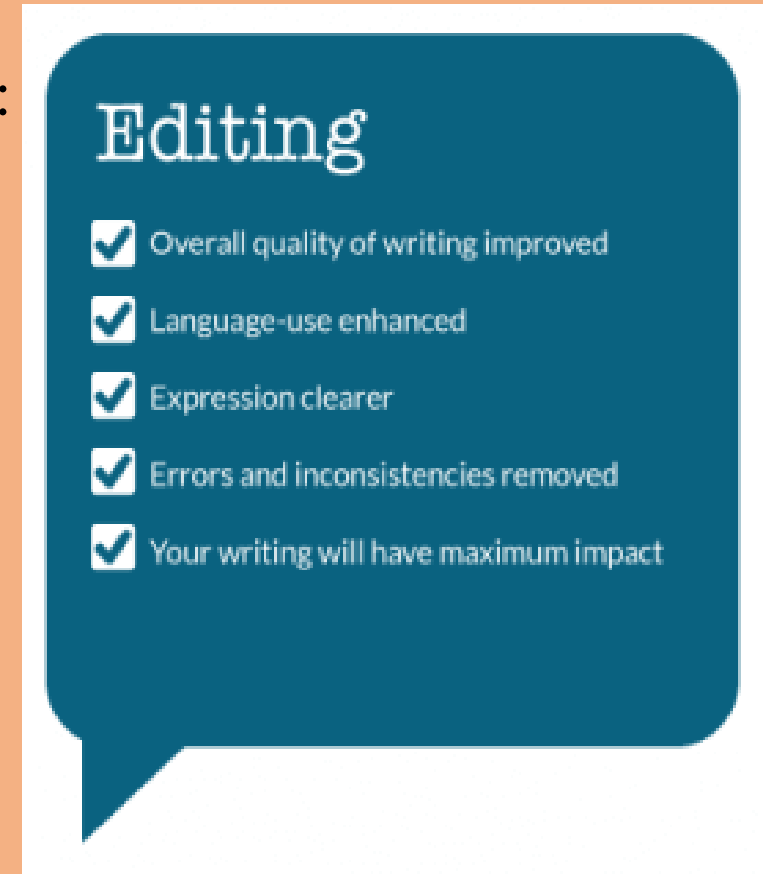 :
Editing
Overall quality of writing improved
Language-use enhanced
Expression clearer
Errors and inconsistencies removed
Your writing will have maximum impact